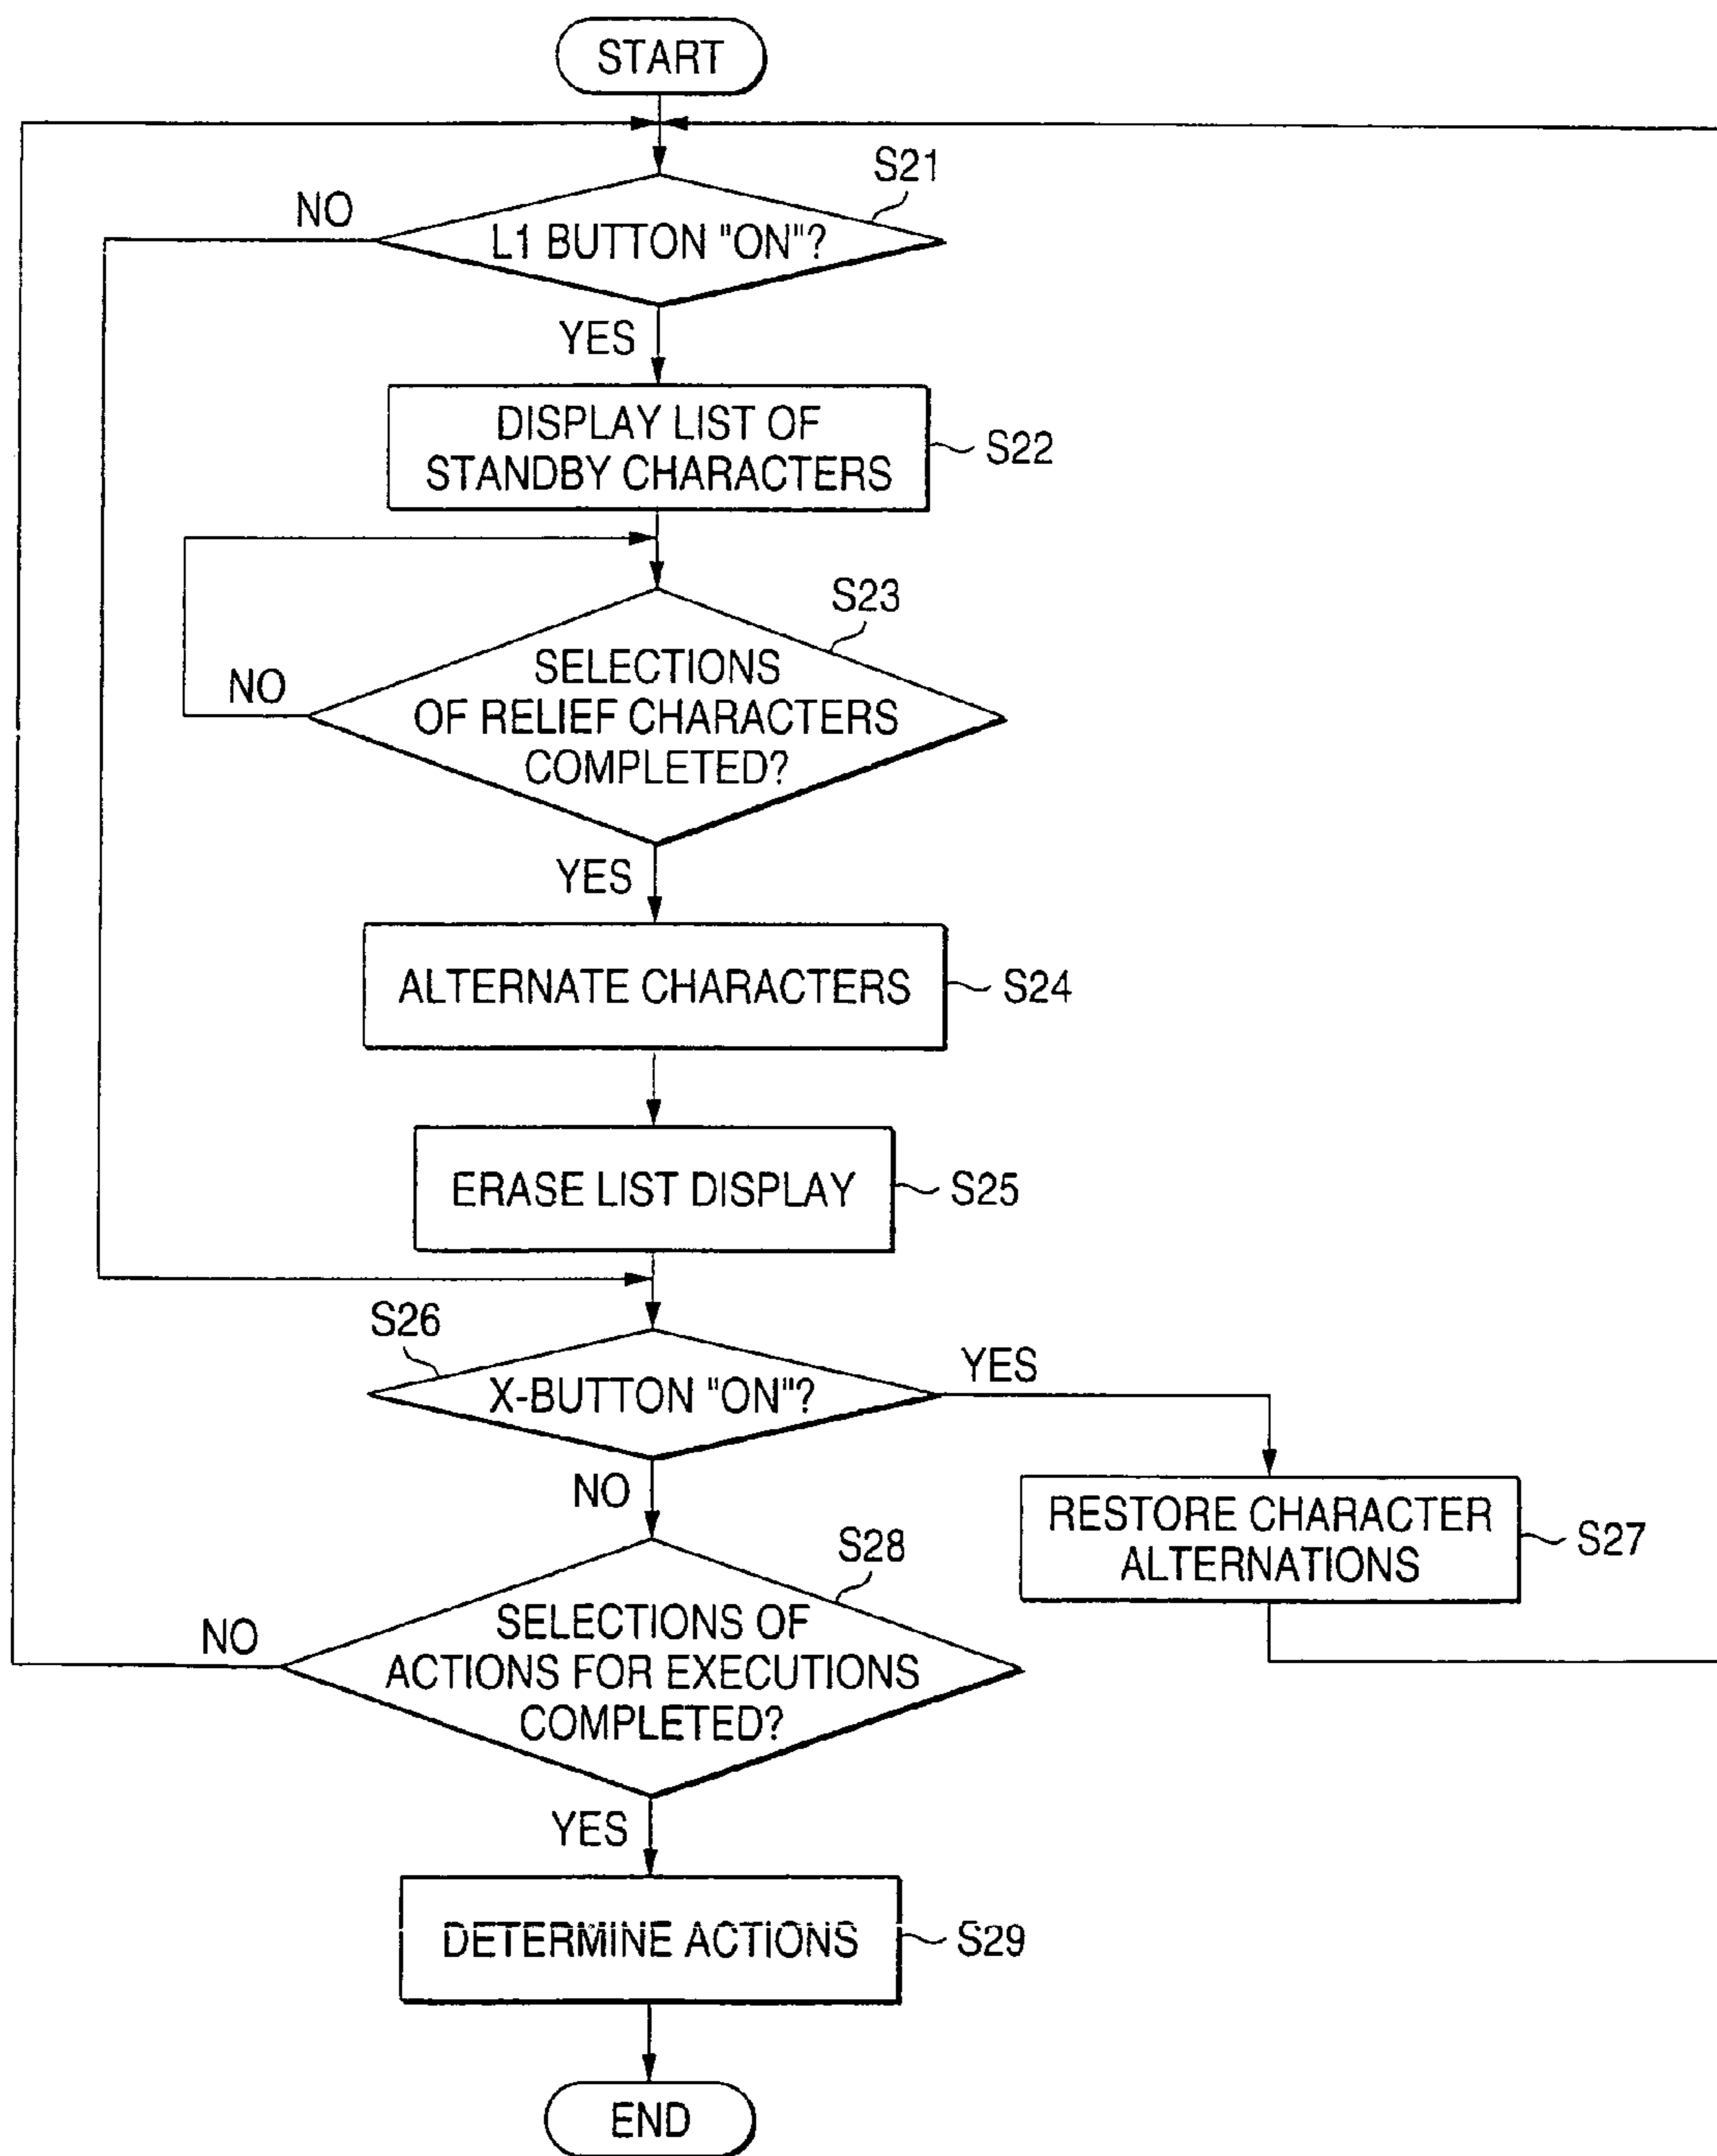 START
S21
NO
L1 BUTTON "ON"?
YES
DISPLAY LIST OF
STANDBY CHARACTERS
S22
S23
NO
SELECTIONS
OF RELIEF CHARACTERS
COMPLETED?
YES
ALTERNATE CHARACTERS
S24
ERASE LIST DISPLAY
S25
S26
X-BUTTON "ON"?
YES
NO
RESTORE CHARACTER
ALTERNATIONS
S27
S28
NO
SELECTIONS OF
ACTIONS FOR EXECUTIONS
COMPLETED?
YES
DETERMINE ACTIONS
S29
END